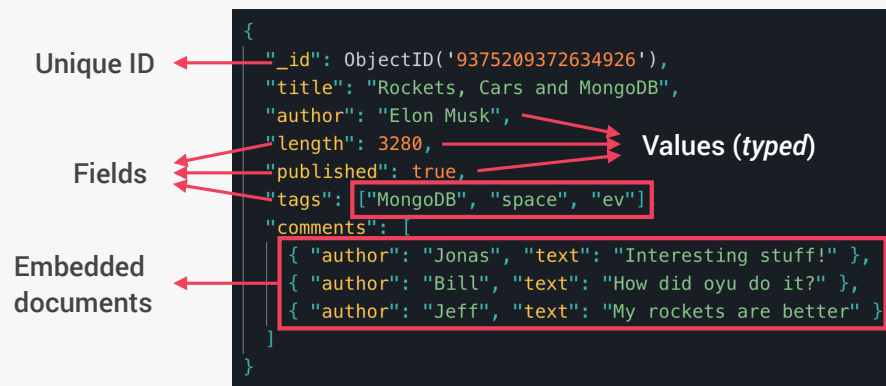 {
Unique ID
"_id": ObjectID('9375209372634926'),
"title": "Rockets, Cars and MongoDB",
"author": "Elon Musk",
"length": 3280,
Values (typed)
Fields
"published": true,
"tags": ["MongoDB", "space", "ev"]
"comments": [
{ "author": "Jonas", "text": "Interesting stuff!" },
Embedded
documents
{ "author": "Bill", "text": "How did oyu do it?" },
{ "author": "Jeff", "text": "My rockets are better" }
]
}